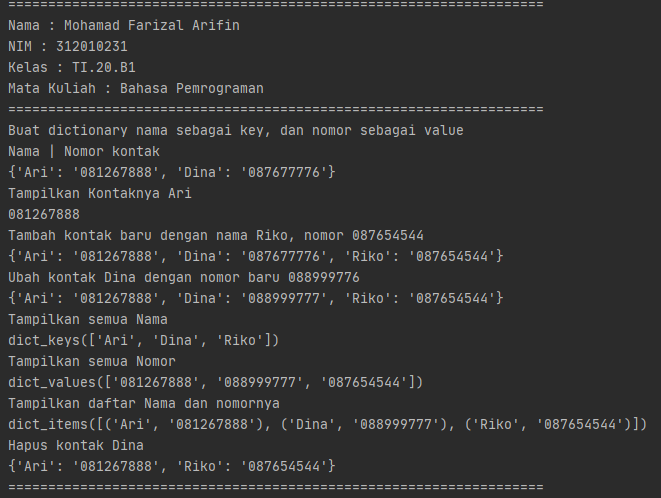 ===================================================================
Nama : Mohamad Farizal Arifin
NIM : 312010231
Kelas : TI.20.B1
Mata Kuliah : Bahasa Pemrograman
===================================================================
Buat dictionary nama sebagai key, dan nomor sebagai value
Nama | Nomor kontak
{'Ari': '081267888', 'Dina': '087677776'}
Tampilkan Kontaknya Ari
081267888
Tambah kontak baru dengan nama Riko, nomor 087654544
{'Ari': '081267888', 'Dina': '087677776', 'Riko': '087654544'}
Ubah kontak Dina dengan nomor baru 088999776
{'Ari': '081267888', 'Dina': '088999777', 'Riko': '087654544'}
Tampilkan semua Nama
dict_keys(['Ari', 'Dina', 'Riko'])
Tampilkan semua Nomor
dict_values(['081267888', '088999777', '087654544'])
Tampilkan daftar Nama dan nomornya
dict_items([('Ari', '081267888'), ('Dina', '088999777'), ('Riko', '087654544')])
Hapus kontak Dina
{'Ari': '081267888', 'Riko': '087654544'}
===================================================================